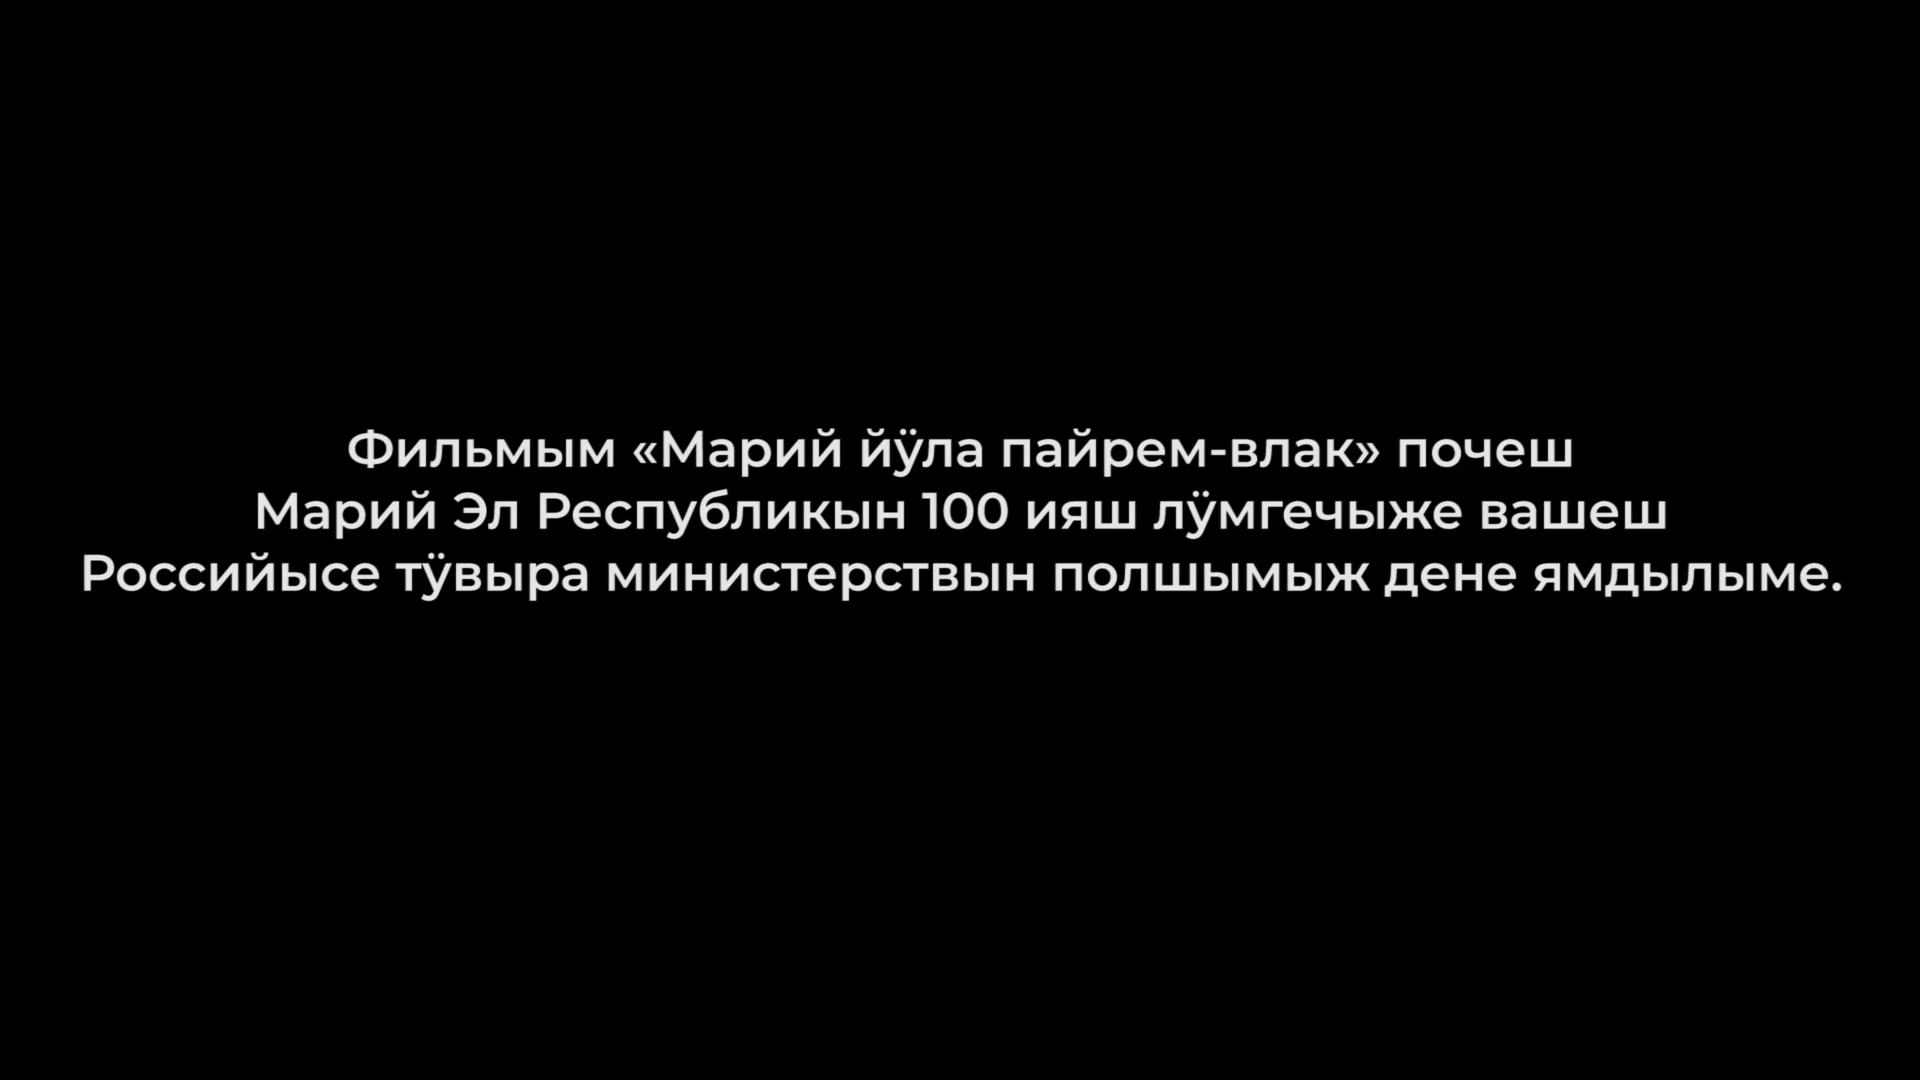 Фильмым «Марий йӱла пайрем-влак» почеш
Марий Эл Республикын 100 ияш лӱмгечыже вашеш
Российысе тӱвыра министерствын полшымыж дене ямдылыме.